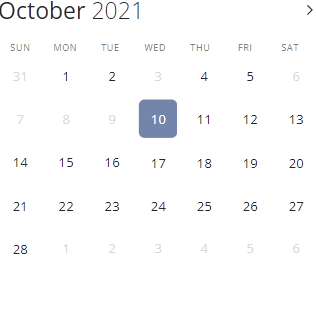 October 2021
SUN MON TUE WED THU FRI SAT
31 1 2 3 4 5 6
7 8 9 10 11 12 13
14 15 16 17 18 19 20
21 22 23 24 25 26 27
28 1 2 3 4 5 6